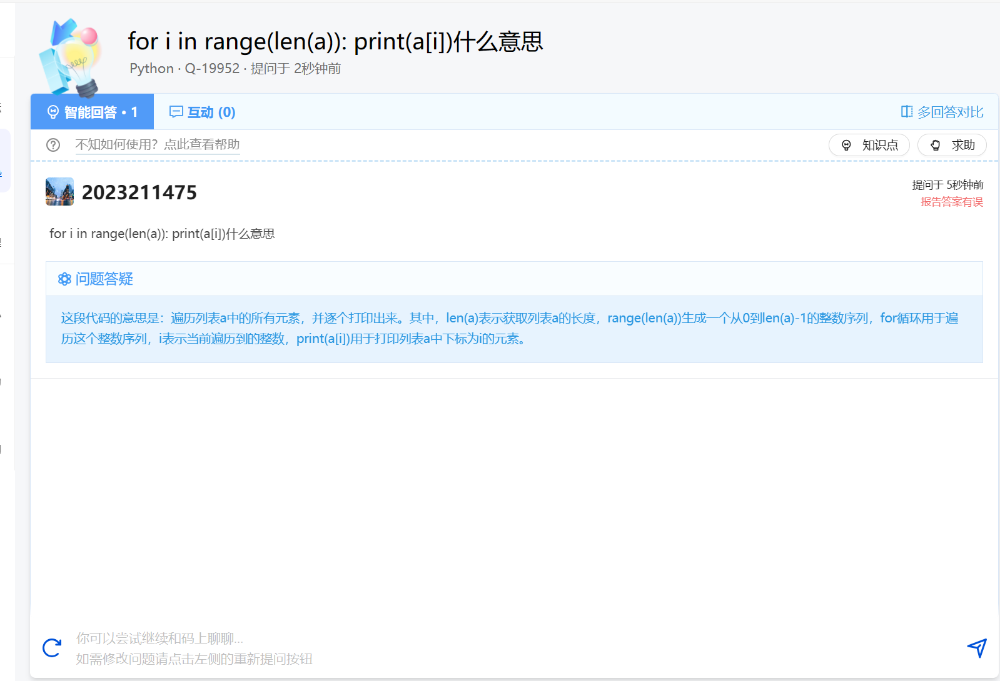 for i in range(len(a)): print(a[i])什么意思
Python · Q-19952 · 提问于 2秒钟前
智能回答 • 1
互动 (0)
多回答对比
不知如何使用？点此查看帮助
知识点
求助
2023211475
提问于 5秒钟前
报告答案有误
for i in range(len(a)): print(a[i])什么意思
问题答疑
这段代码的意思是：遍历列表a中的所有元素，并逐个打印出来。其中，len(a)表示获取列表a的长度，range(len(a))生成一个从0到len(a)-1的整数序列，for循环用于遍
历这个整数序列，i表示当前遍历到的整数，print(a[i])用于打印列表a中下标为i的元素。
你可以尝试继续和码上聊聊...
如需修改问题请点击左侧的重新提问按钮